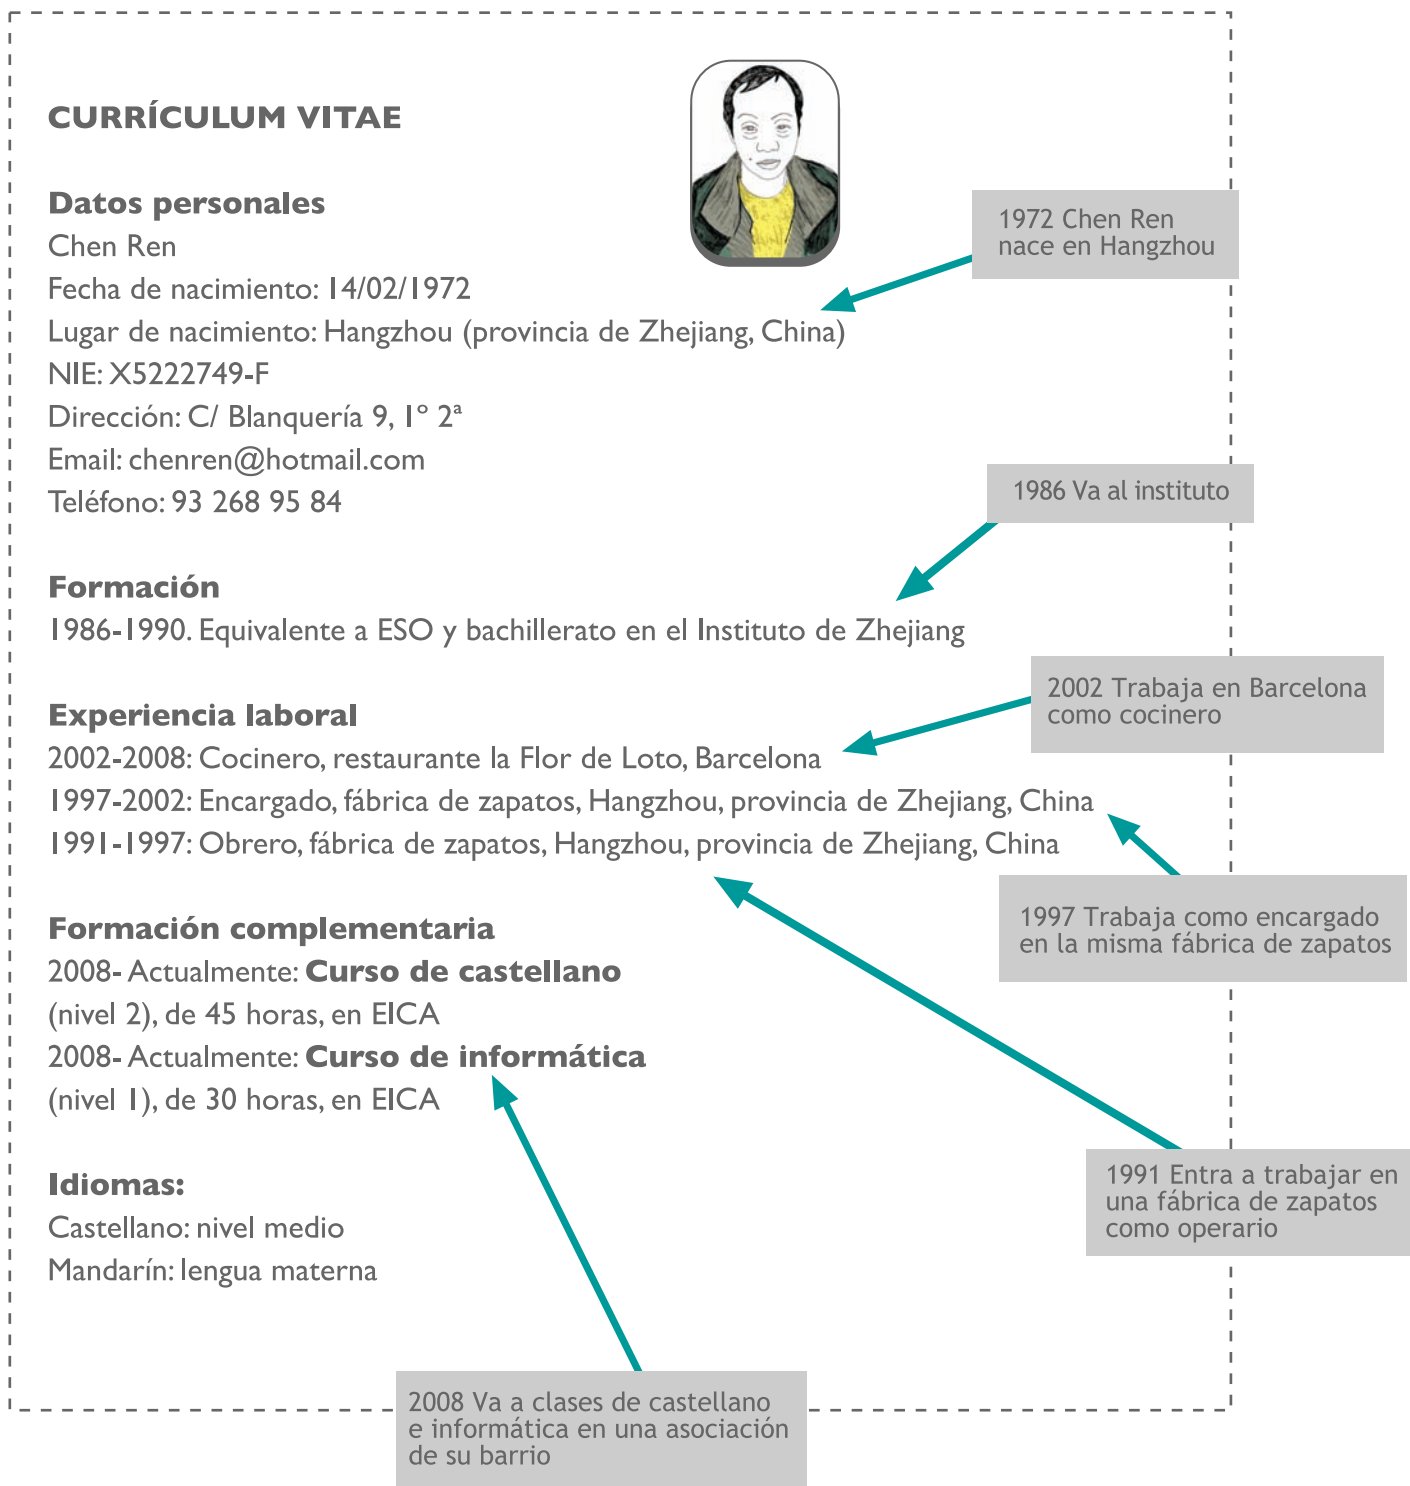 CURRÍCULUM VITAE
Datos personales
Chen Ren
Fecha de nacimiento: 14/02/1972
Lugar de nacimiento: Hangzhou (provincia de Zhejiang, China)
NIE: X5222749-F
Dirección: C/ Blanquería 9, 1º 2ª
Email: chenren@hotmail.com
Teléfono: 93 268 95 84
1972 Chen Ren
nace en Hangzhou
Formación
1986-1990. Equivalente a ESO y bachillerato en el Instituto de Zhejiang
1986 Va al instituto
Experiencia laboral
2002-2008: Cocinero, restaurante la Flor de Loto, Barcelona
1997-2002: Encargado, fábrica de zapatos, Hangzhou, provincia de Zhejiang, China
1991-1997: Obrero, fábrica de zapatos, Hangzhou, provincia de Zhejiang, China
2002 Trabaja en Barcelona
como cocinero
1997 Trabaja como encargado
en la misma fábrica de zapatos
Formación complementaria
2008- Actualmente: Curso de castellano
(nivel 2), de 45 horas, en EICA
2008- Actualmente: Curso de informática
(nivel 1), de 30 horas, en EICA
1991 Entra a trabajar en
una fábrica de zapatos
como operario
Idiomas:
Castellano: nivel medio
Mandarín: lengua materna
2008 Va a clases de castellano
e informática en una asociación
de su barrio